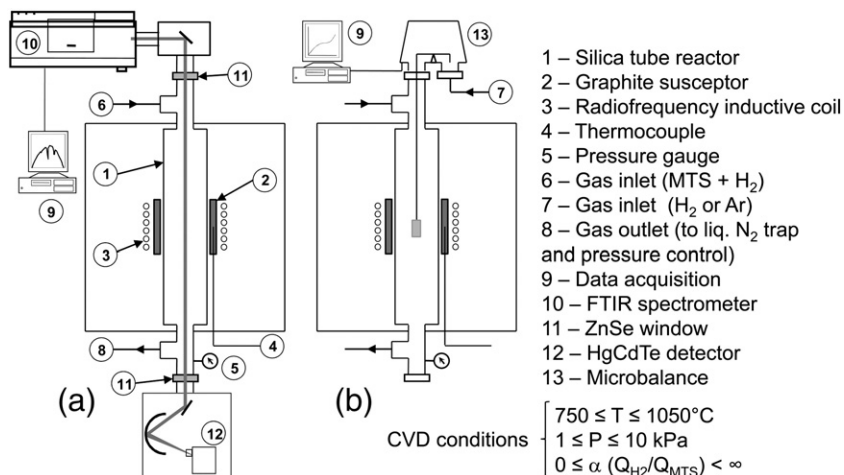 10
11
6
1
2
3
9
8
4
5
11
12
(a)
9
13
7
(b)
1 – Silica tube reactor
2 – Graphite susceptor
3 – Radiofrequency inductive coil
4 – Thermocouple
5 – Pressure gauge
6 – Gas inlet (MTS + H₂)
7 – Gas inlet (H₂ or Ar)
8 – Gas outlet (to liq. N₂ trap
and pressure control)
9 – Data acquisition
10 – FTIR spectrometer
11 – ZnSe window
12 – HgCdTe detector
13 – Microbalance
CVD conditions
750 ≤ T ≤ 1050°C
1 ≤ P ≤ 10 kPa
0 ≤ α (Q_H2/Q_MTS) < ∞